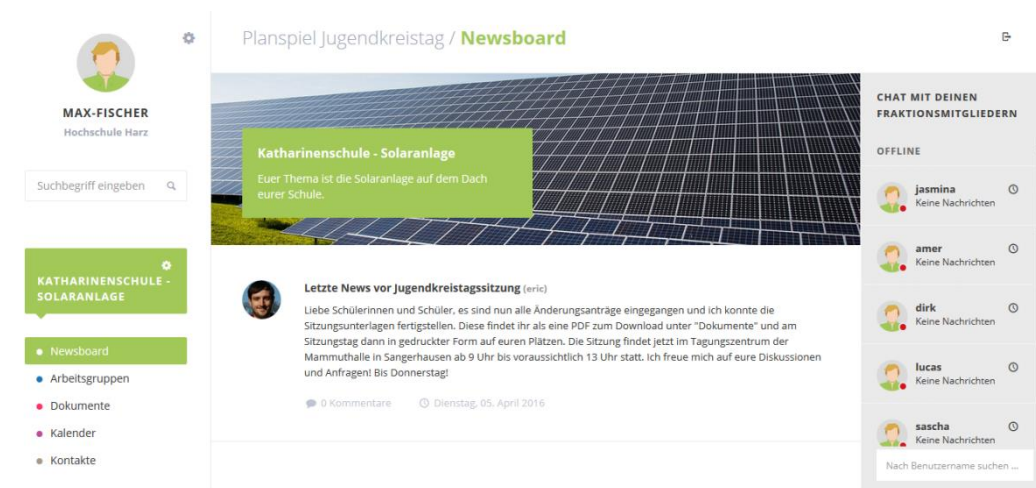 MAX-FISCHER
Hochschule Harz
Suchbegriff eingeben
KATHARINENSCHULE -
SOLARANLAGE
Newsboard
Arbeitsgruppen
Dokumente
Kalender
Kontakte
Planspiel Jugendkreistag / Newsboard
Katharinenschule - Solaranlage
Euer Thema ist die Solaranlage auf dem Dach
eurer Schule.
Letzte News vor Jugendkreistagssitzung (eric)
Liebe Schülerinnen und Schüler, es sind nun alle Änderungsanträge eingegangen und ich konnte die
Sitzungsunterlagen fertigstellen. Diese findet ihr als eine PDF zum Download unter "Dokumente" und am
Sitzungstag dann in gedruckter Form auf euren Plätzen. Die Sitzung findet jetzt im Tagungszentrum der
Mammuthalle in Sangerhausen ab 9 Uhr bis voraussichtlich 13 Uhr statt. Ich freue mich auf eure Diskussionen
und Anfragen! Bis Donnerstag!
0 Kommentare
Dienstag, 05. April 2016
CHAT MIT DEINEN
FRAKTIONSMITGLIEDERN
OFFLINE
jasmina
Keine Nachrichten
amer
Keine Nachrichten
dirk
Keine Nachrichten
lucas
Keine Nachrichten
sascha
Keine Nachrichten
Nach Benutzername suchen ...